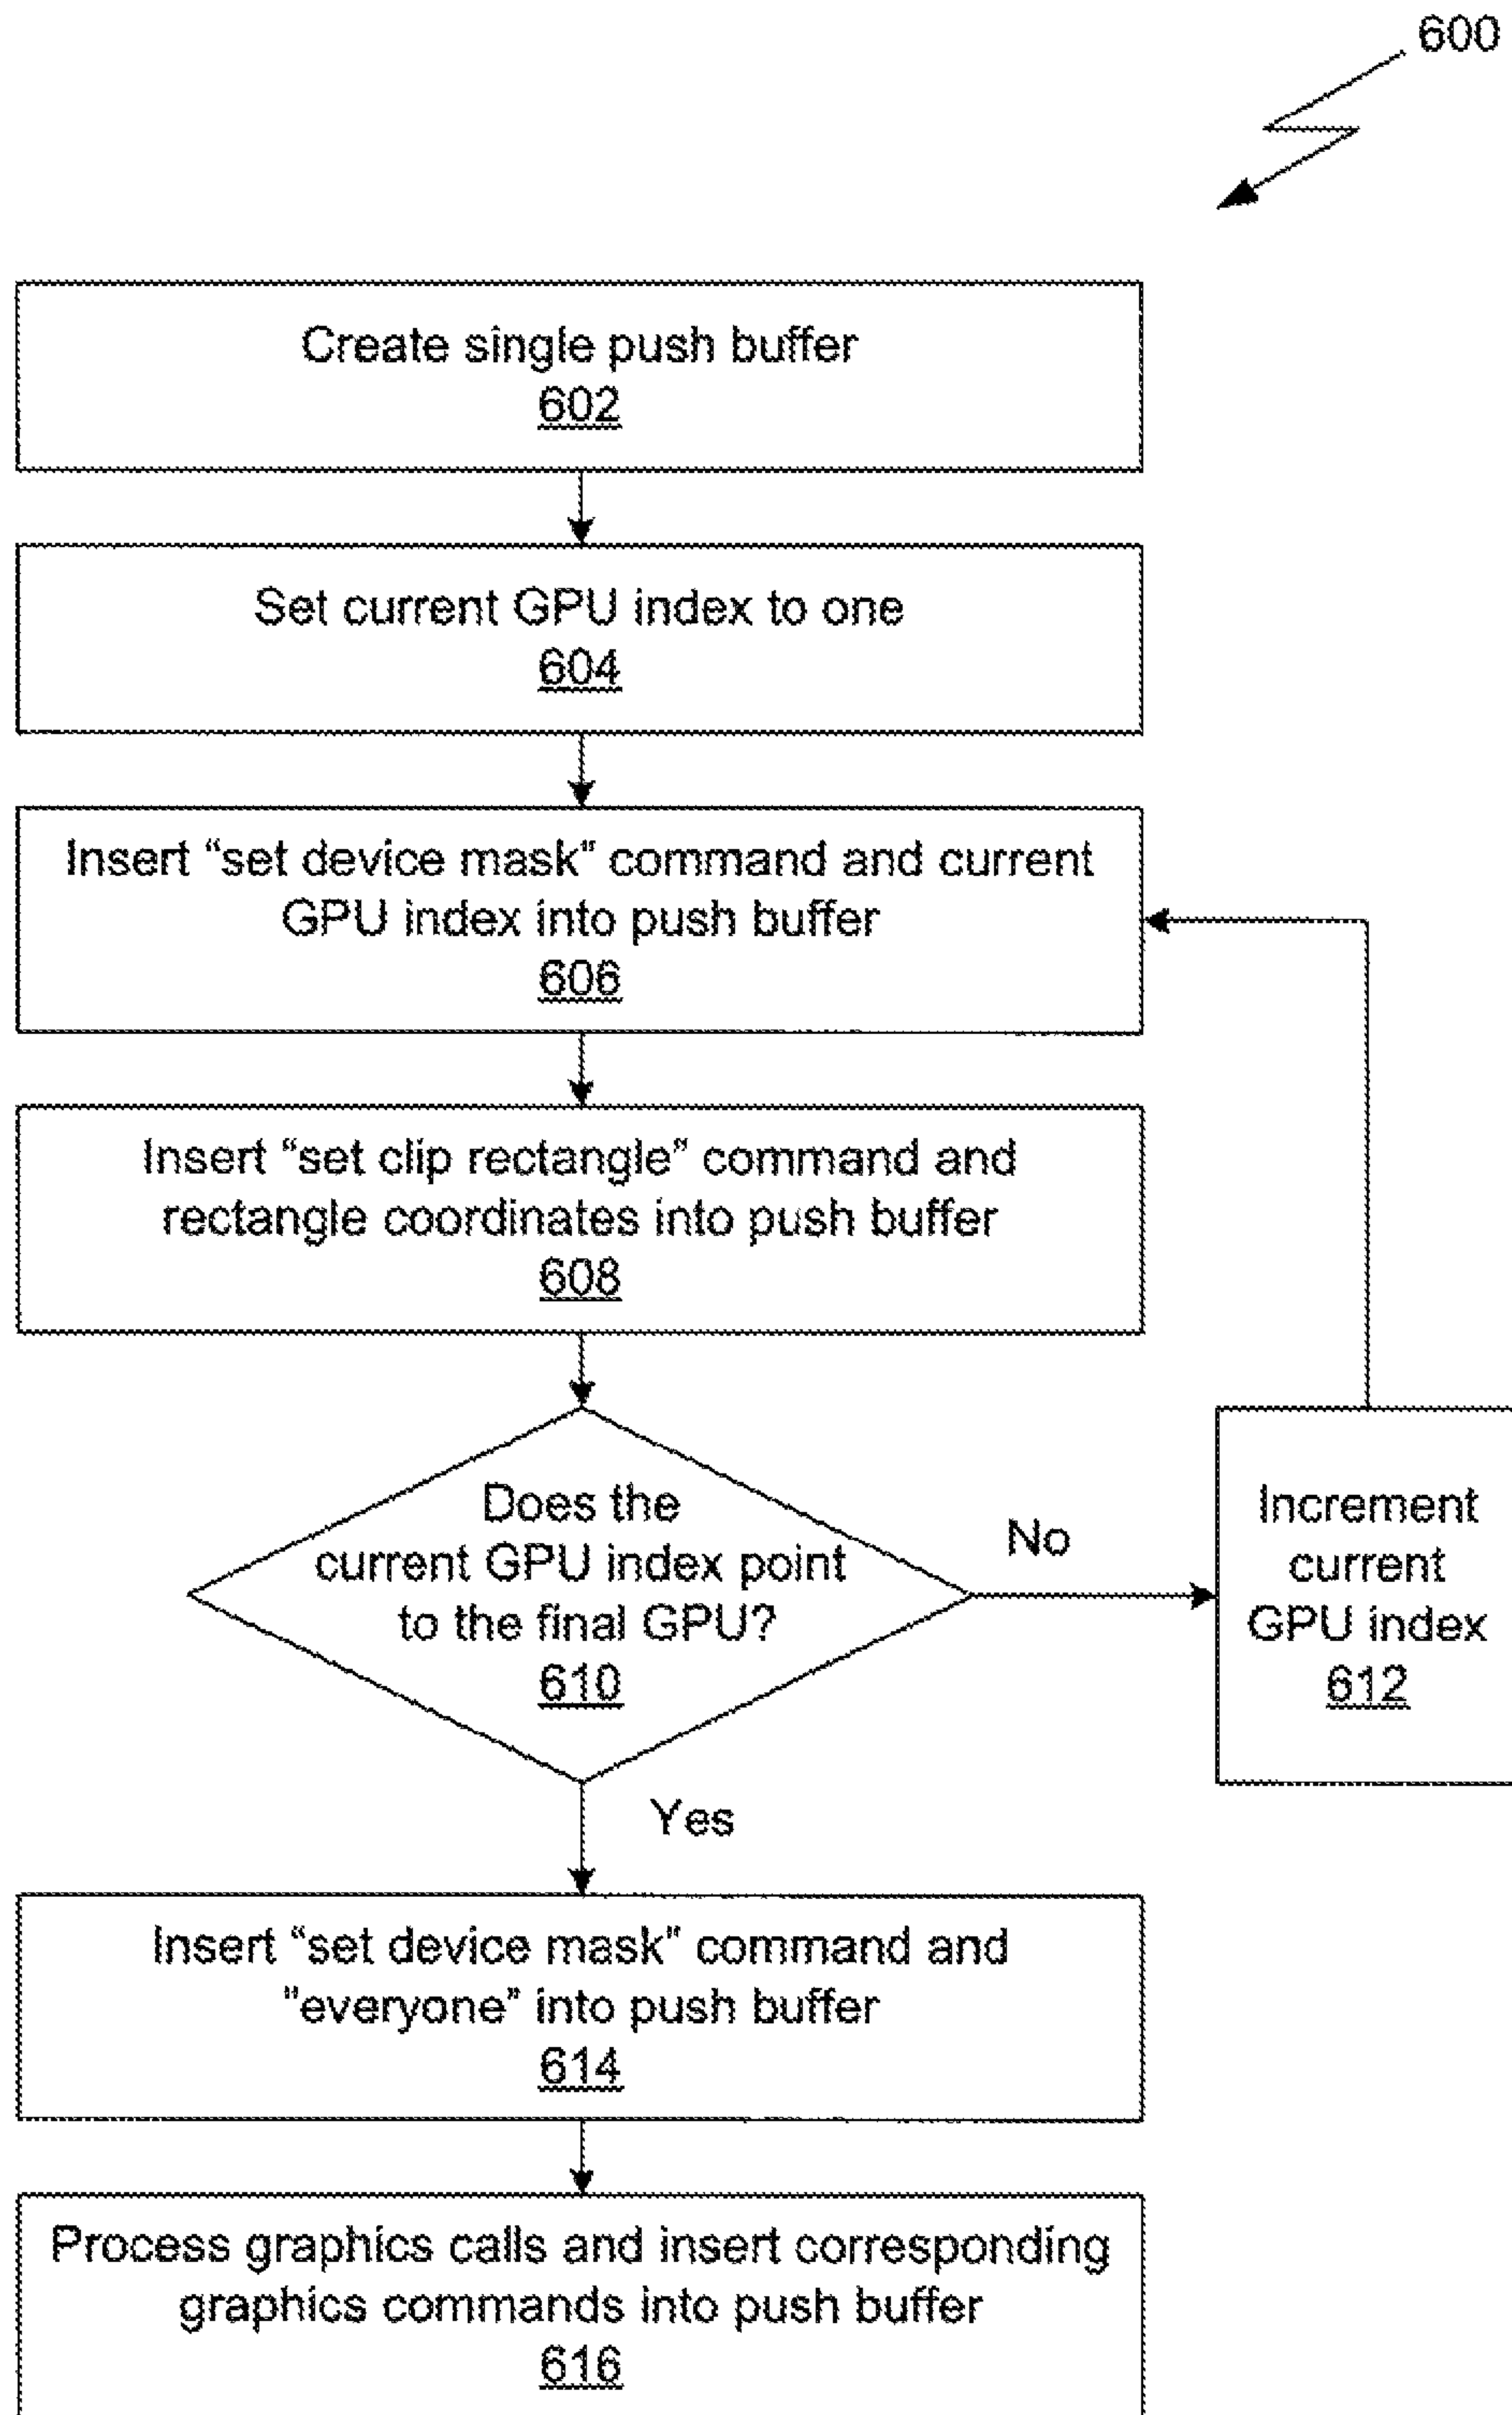 600
Create single push buffer
602
Set current GPU index to one
604
Insert “set device mask” command and current
GPU index into push buffer
606
Insert “set clip rectangle” command and
rectangle coordinates into push buffer
608
Does the
current GPU index point
to the final GPU?
610
No
Increment
current
GPU index
612
Yes
Insert “set device mask” command and
"everyone” into push buffer
614
Process graphics calls and insert corresponding
graphics commands into push buffer
616